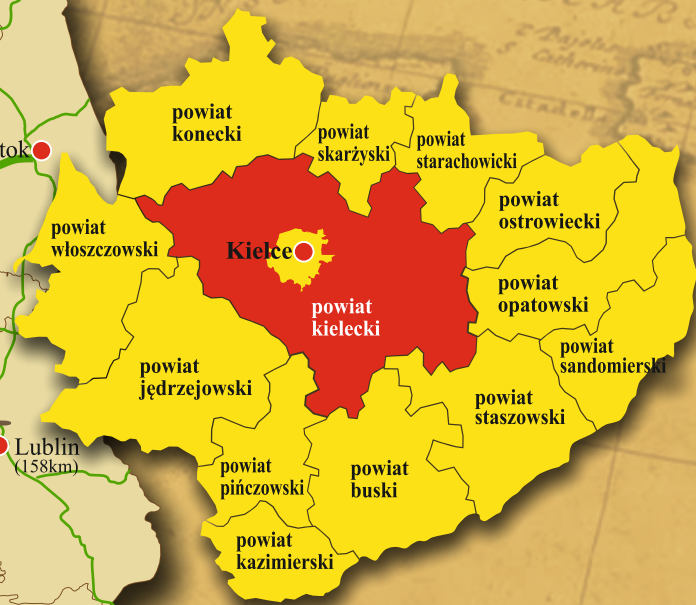 powiat
konecki
powiat
skarżyski
powiat
starachowicki
tok
powiat
ostrowiecki
powiat
włoszczowski
Kielce
powiat
opatowski
powiat
kielecki
powiat
sandomierski
powiat
jędrzejowski
powiat
staszowski
Lublin
(158km)
powiat
pińczowski
powiat
buski
powiat
kazimierski